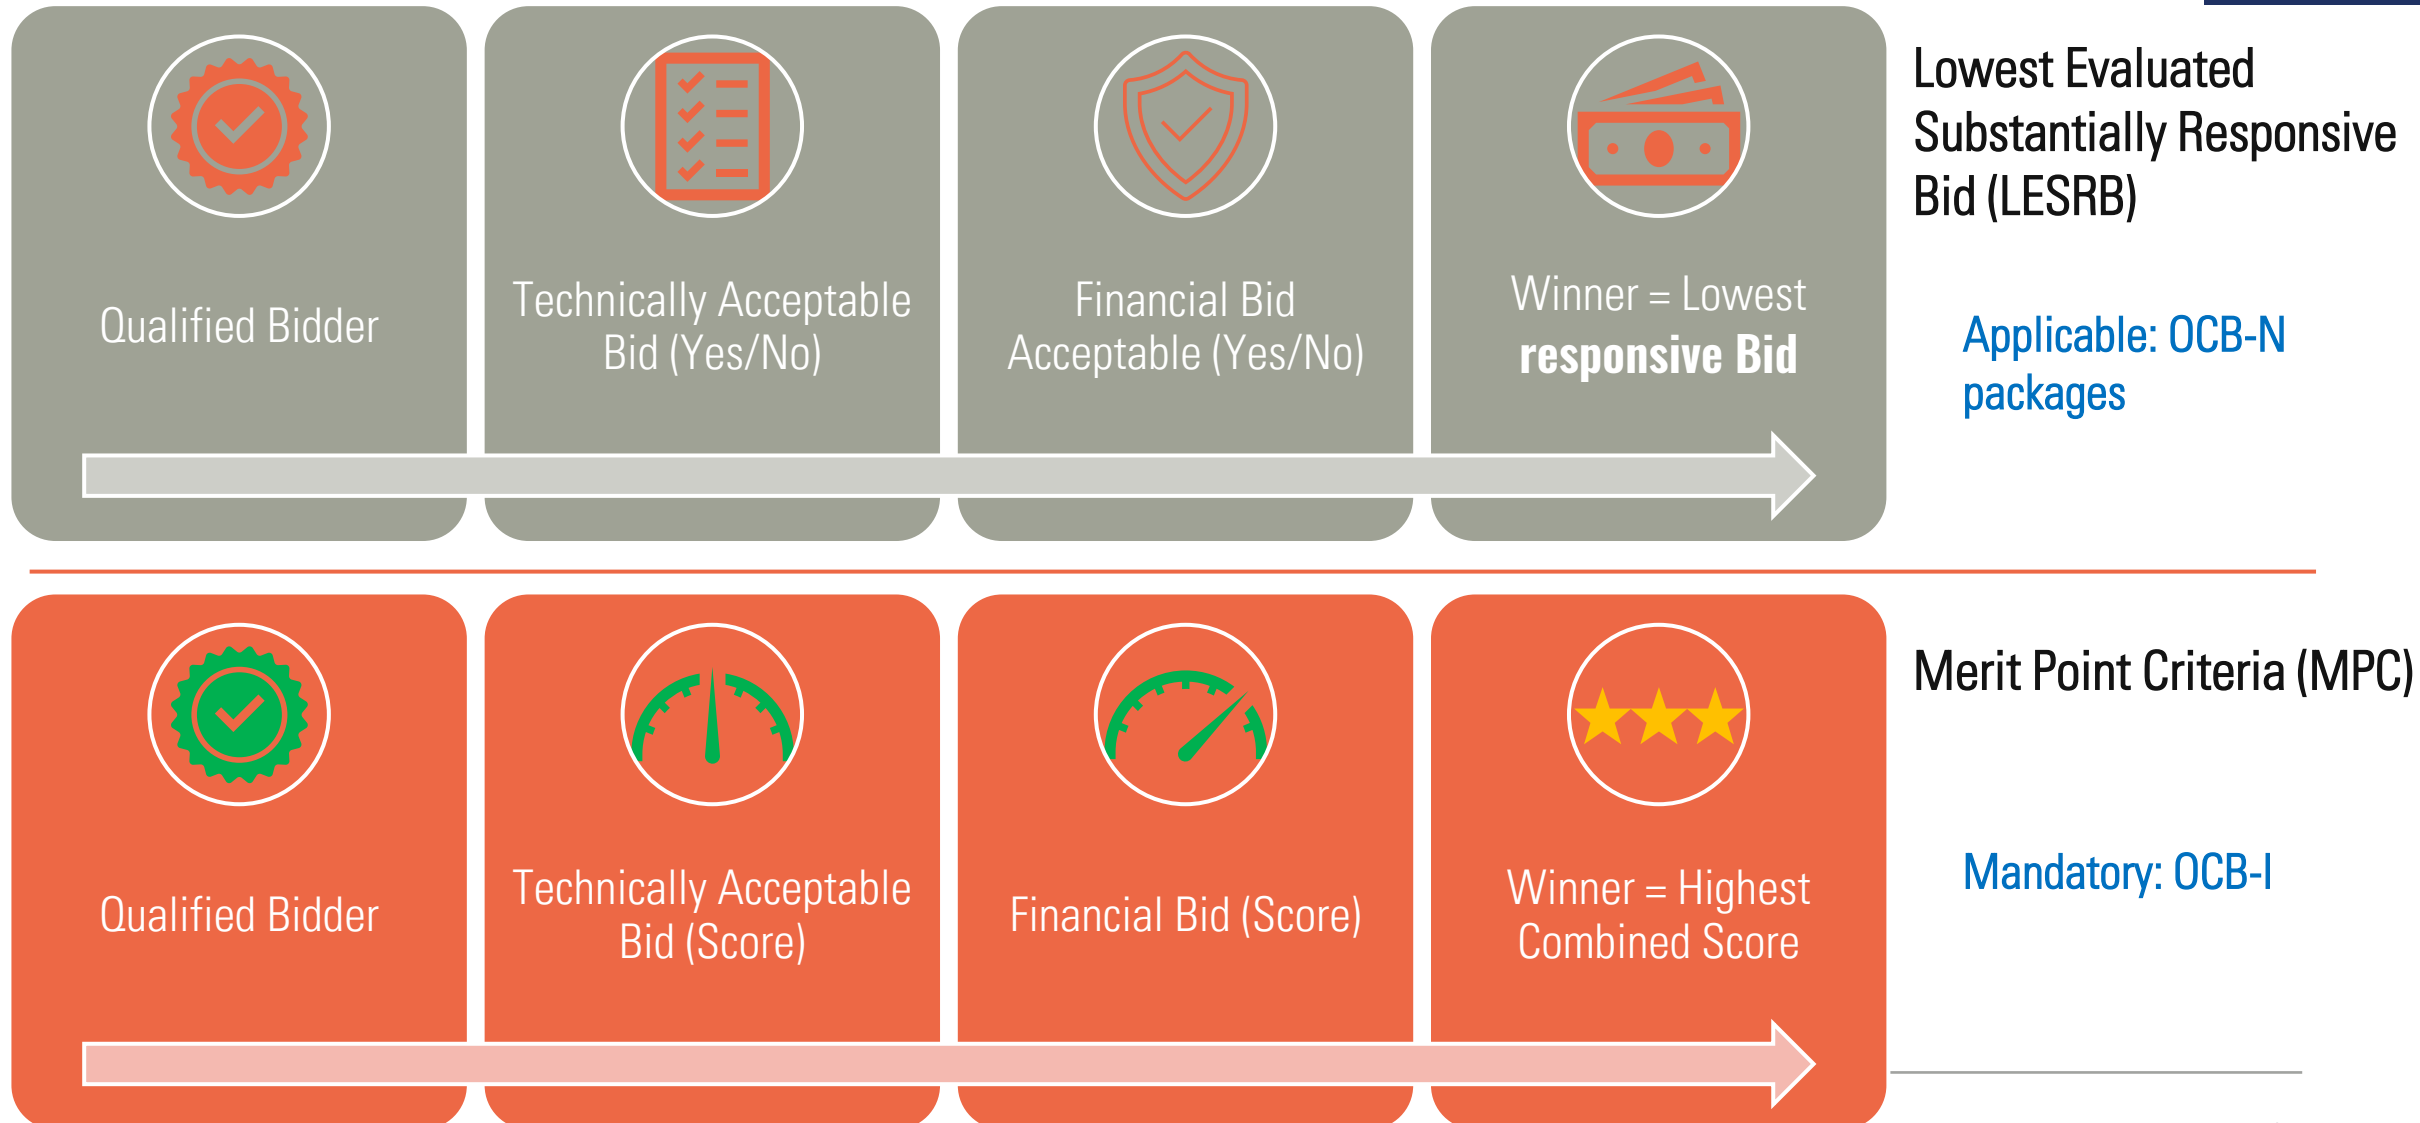 Qualified Bidder
Technically Acceptable
Bid (Yes/No)
Financial Bid
Acceptable (Yes/No)
Winner = Lowest
responsive Bid
Lowest Evaluated
Substantially Responsive
Bid (LESRB)
Applicable: OCB-N
packages
Qualified Bidder
Technically Acceptable
Bid (Score)
Financial Bid (Score)
Winner = Highest
Combined Score
Merit Point Criteria (MPC)
Mandatory: OCB-I